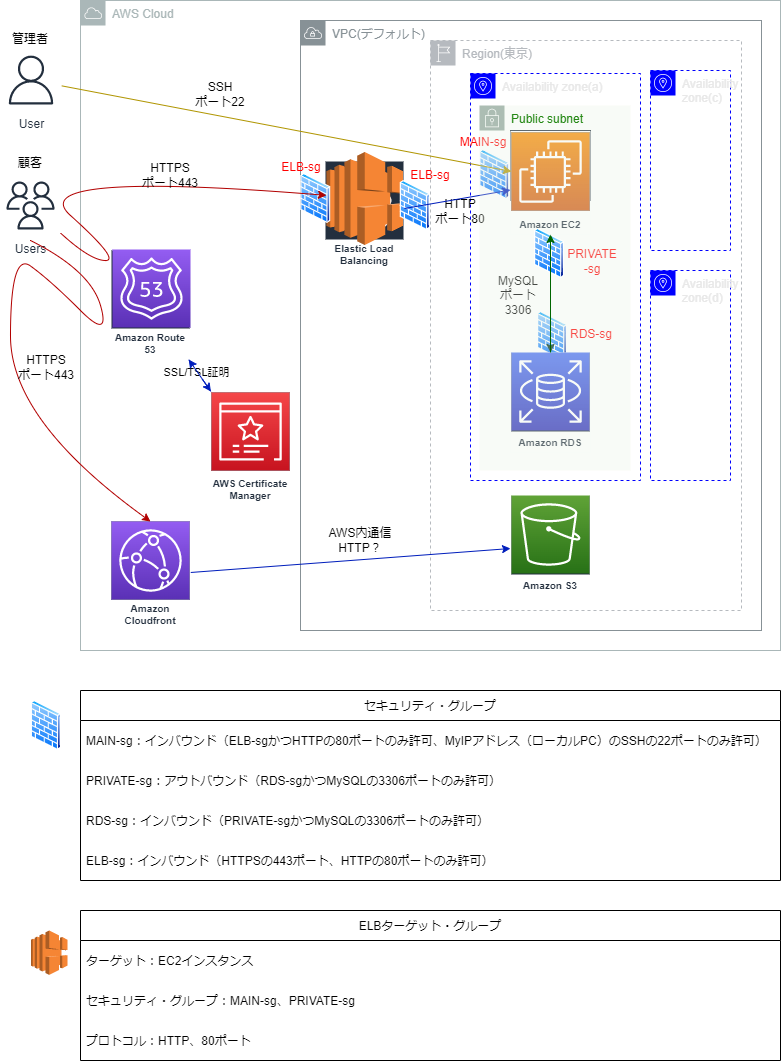 AWS Cloud
VPC(デフォルト)
Region(東京)
管理者
User
SSH
ポート22
Availability zone(a)
Availability
zone(c)
Public subnet
MAIN-sg
顧客
Users
HTTPS
ポート443
ELB-sg
ELB-sg
HTTP
ポート80
Elastic Load
Balancing
Amazon EC2
PRIVATE
-sg
MySQL
ポート
3306
Availability
zone(d)
53
Amazon Route
53
RDS-sg
HTTPS
ポート443
SSL/TSL証明
Amazon RDS
AWS Certificate
Manager
AWS内通信
HTTP？
Amazon S3
Amazon
Cloudfront
セキュリティ・グループ
MAIN-sg：インバウンド（ELB-sgかつHTTPの80ポートのみ許可、MyIPアドレス（ローカルPC）のSSHの22ポートのみ許可）
PRIVATE-sg：アウトバウンド（RDS-sgかつMySQLの3306ポートのみ許可）
RDS-sg：インバウンド（PRIVATE-sgかつMySQLの3306ポートのみ許可）
ELB-sg：インバウンド（HTTPSの443ポート、HTTPの80ポートのみ許可）
ELBターゲット・グループ
ターゲット：EC2インスタンス
セキュリティ・グループ：MAIN-sg、PRIVATE-sg
プロトコル：HTTP、80ポート